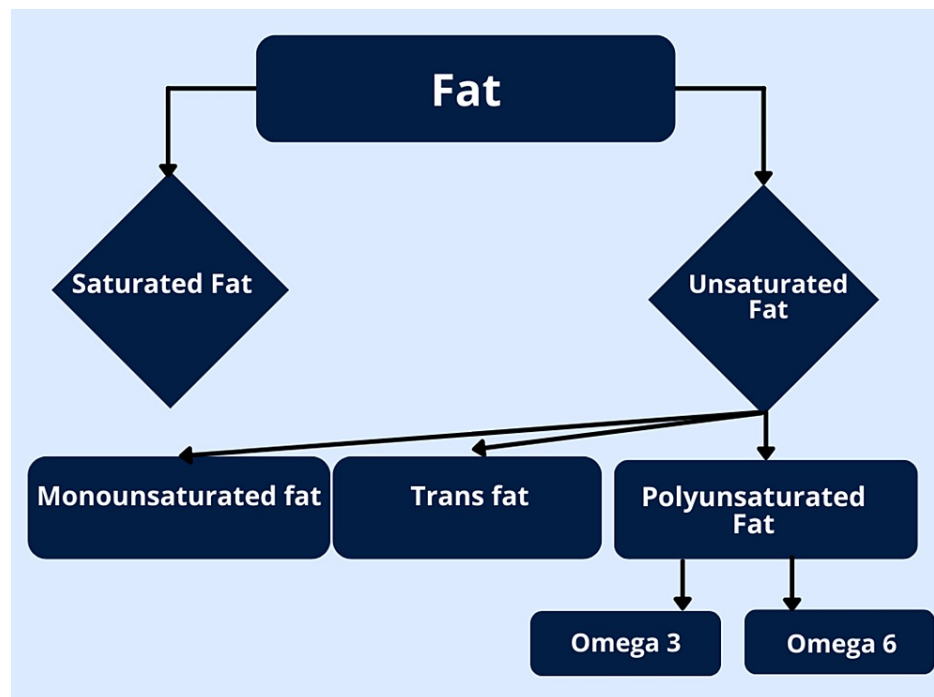 Fat
Saturated Fat
Unsaturated
Fat
Monounsaturated fat
Trans fat
Polyunsaturated
Fat
Omega 3
Omega 6